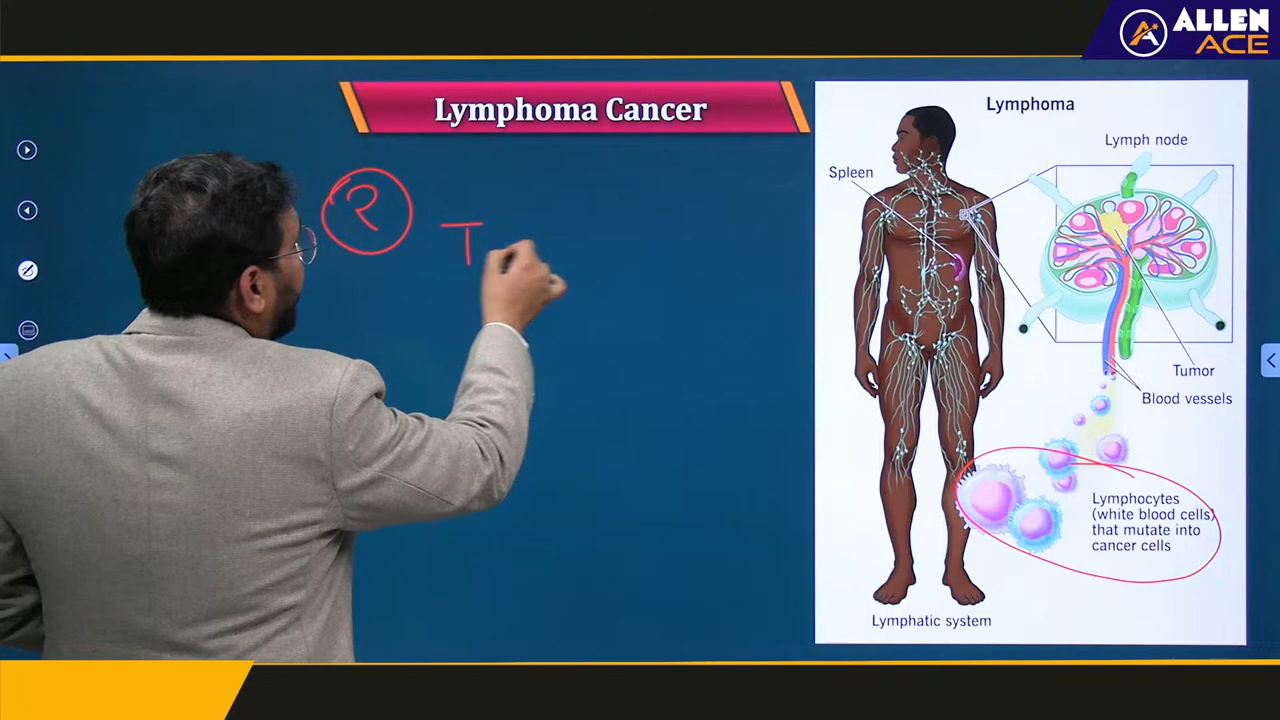 ALLEN
ACE
Lymphoma Cancer
२
T
Lymphoma
Lymph node
Spleen
Tumor
Blood vessels
Lymphocytes
(white blood cells)
that mutate into
cancer cells
Lymphatic system